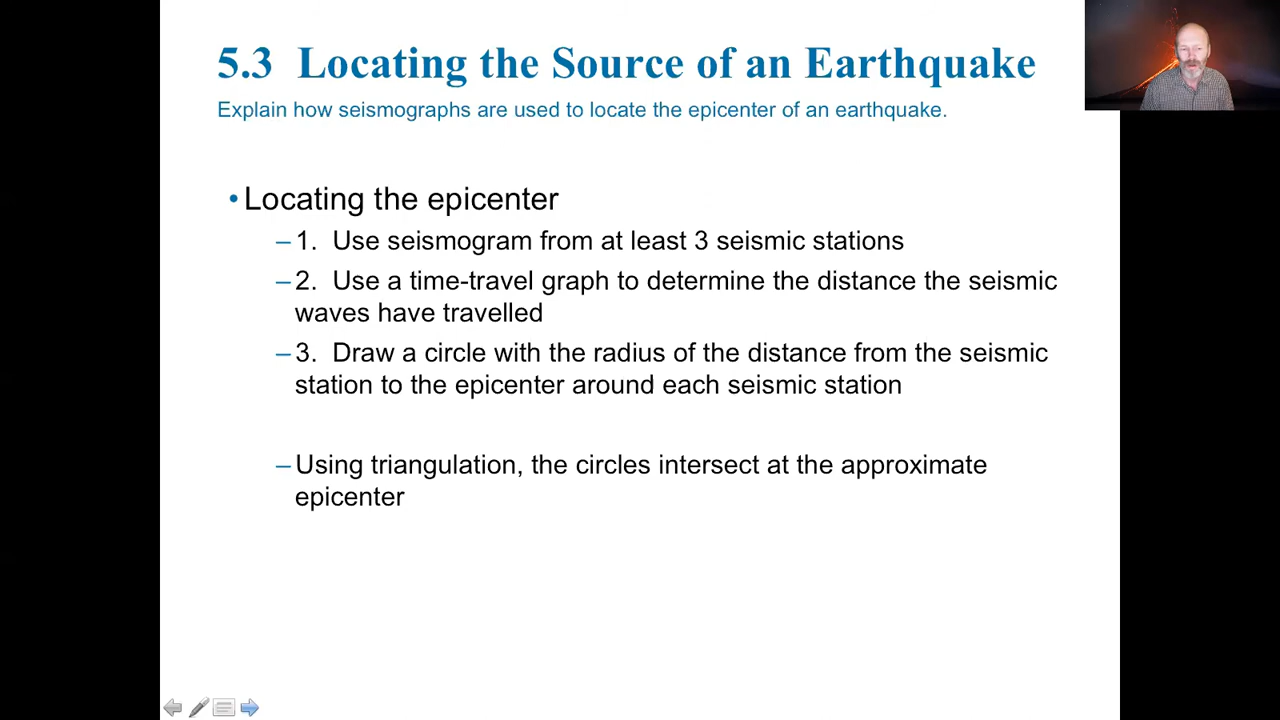 5.3 Locating the Source of an Earthquake
Explain how seismographs are used to locate the epicenter of an earthquake.
•Locating the epicenter
–1. Use seismogram from at least 3 seismic stations
–2. Use a time-travel graph to determine the distance the seismic
waves have travelled
–3. Draw a circle with the radius of the distance from the seismic
station to the epicenter around each seismic station
–Using triangulation, the circles intersect at the approximate
epicenter